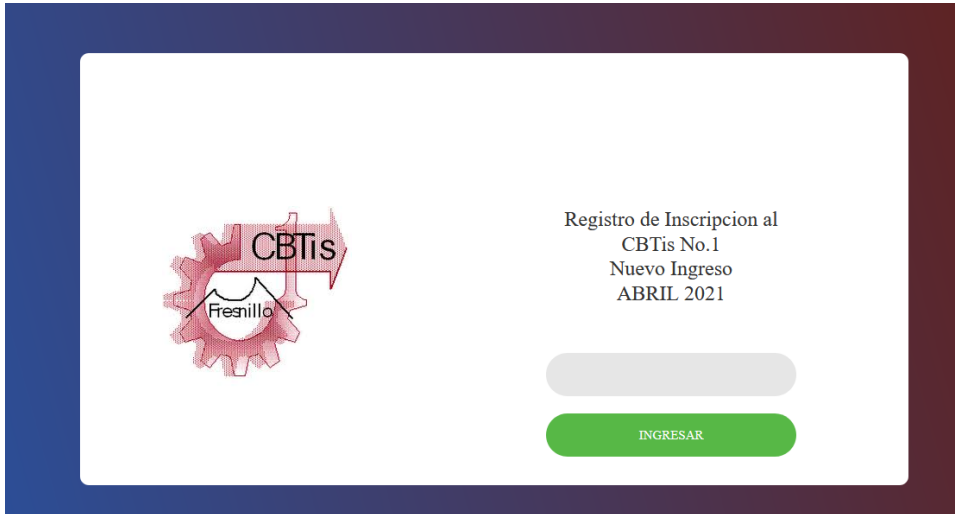 CBTis
Fresnillo
Registro de Inscripcion al
CBTis No.1
Nuevo Ingreso
ABRIL 2021
INGRESAR